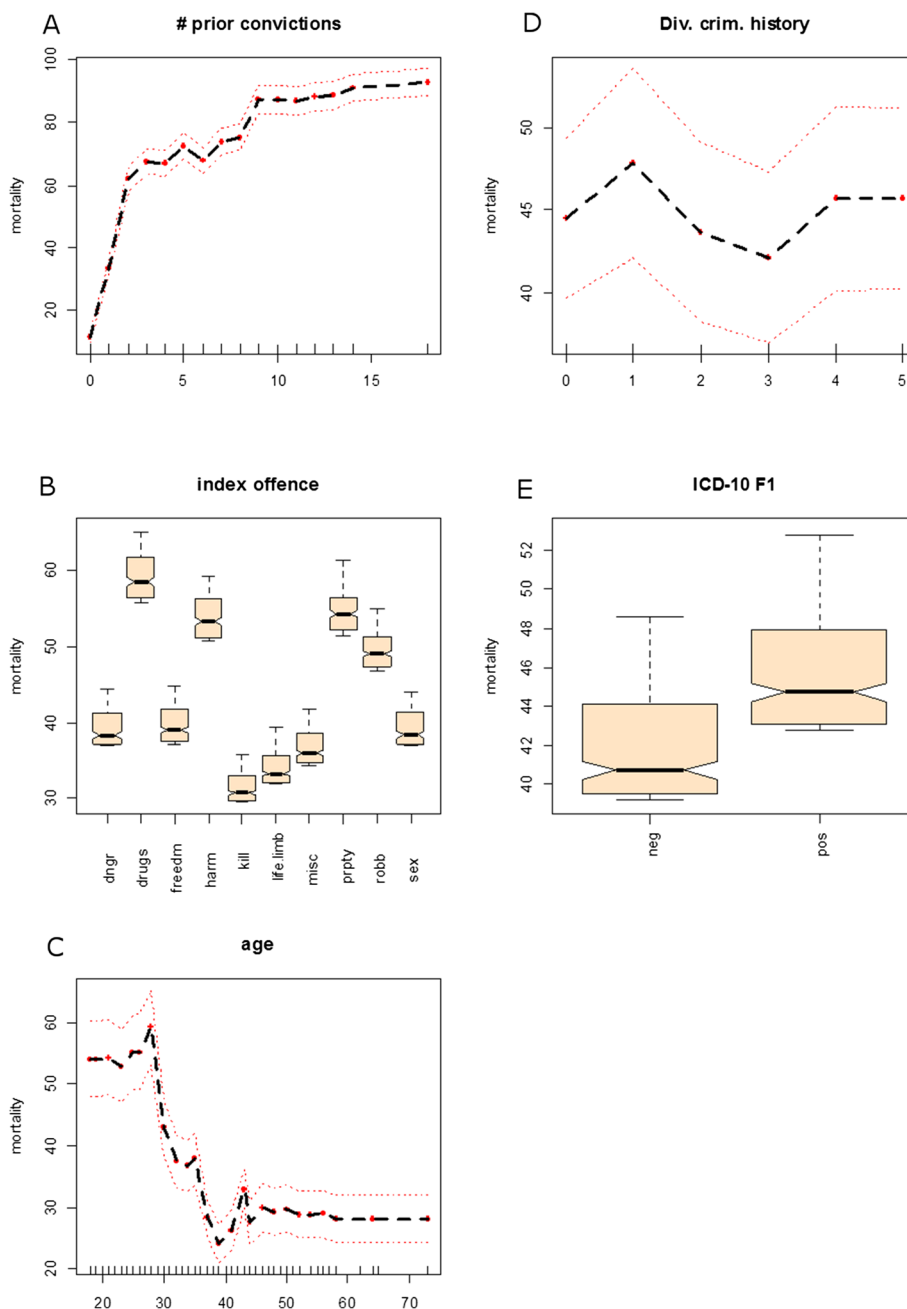 A
# prior convictions
mortality
100
80
60
40
20
0 5 10 15
D
Div. crim. history
mortality
50
45
40
0 1 2 3 4 5
B
index offence
mortality
60
50
40
30
dngr drugs freedm harm kill life.limb misc prpty robb sex
E
ICD-10 F1
mortality
52
50
48
46
44
42
40
neg pos
C
age
mortality
60
50
40
30
20
20 30 40 50 60 70